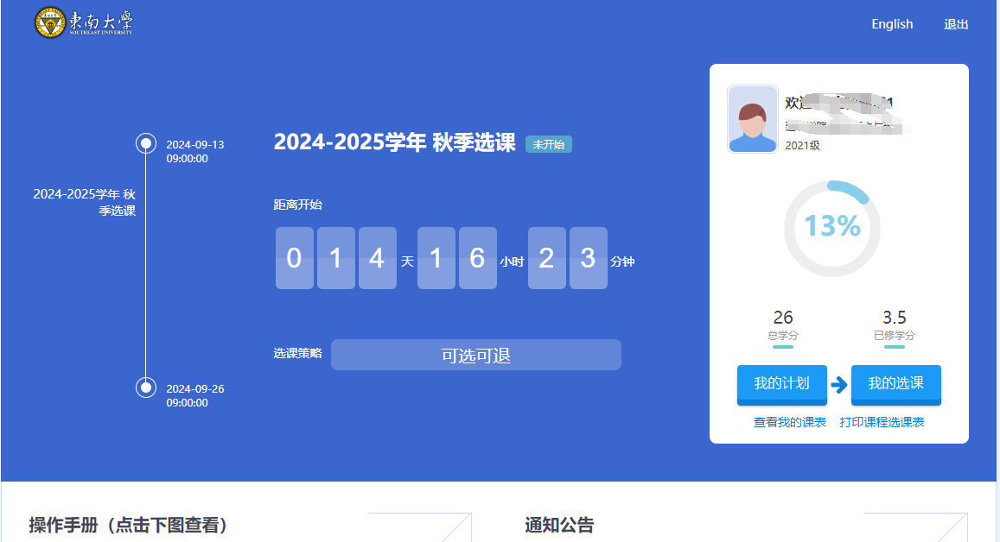 東南大學
SOUTHEAST UNIVERSITY
English
退出
2024-09-13
09:00:00
2024-2025学年 秋
季选课
2024-09-26
09:00:00
2024-2025学年 秋季选课 未开始
距离开始
0 1 4 天 1 6 小时 2 3 分钟
选课策略 可选可退
2021级
13%
26
总学分
3.5
已修学分
我的计划
我的选课
查看我的课表 打印课程选课表
操作手册（点击下图查看）
通知公告